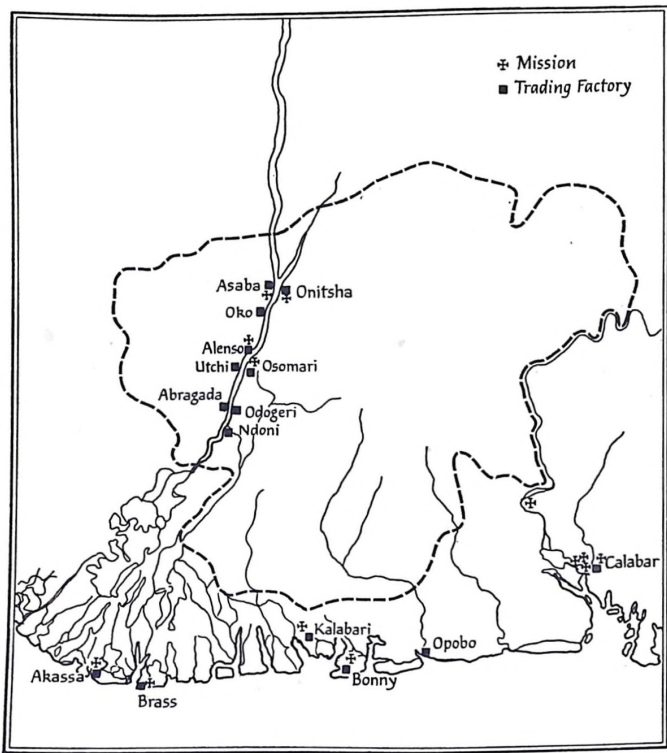 Mission
Trading Factory
Asaba
Onitsha
Oko
Alenso
Utchi
Osomari
Abragada
Odogeri
Ndoni
Calabar
Kalabari
Opobo
Akassa
Bonny
Brass